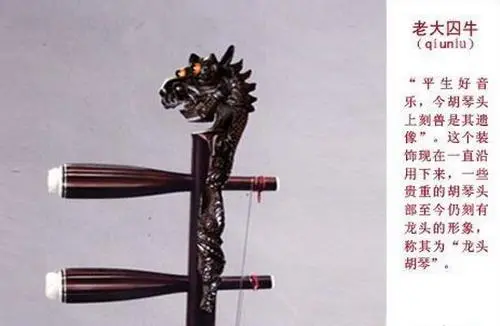 老大囚牛
(qiuniu)
“平生好音
乐，今胡琴头
上刻兽是其遗
像”。这个装
饰现在一直沿
用下来，一些
贵重的胡琴头
部至今仍刻有
龙头的形象，
称其为“龙头
胡琴”。